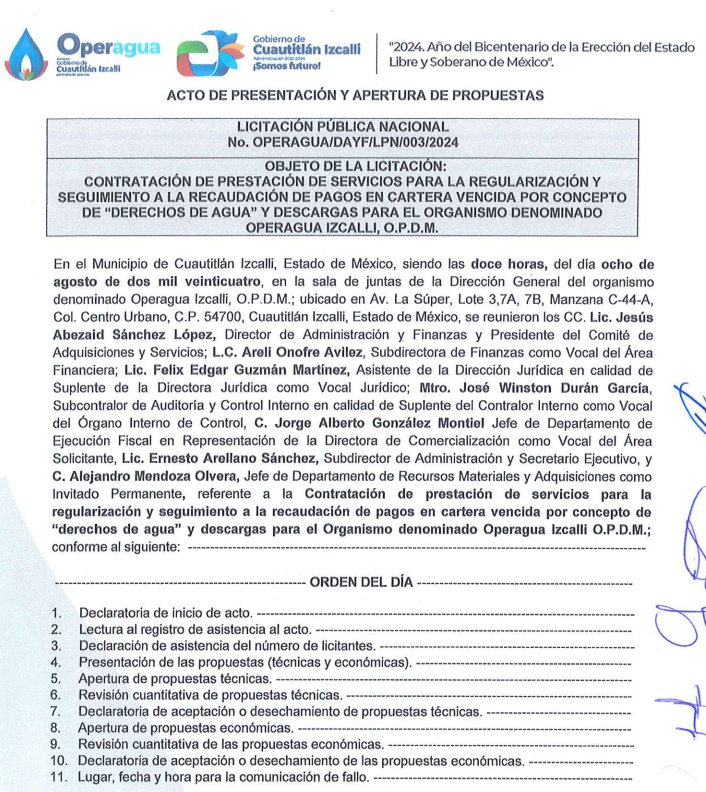 Operagua
Gobierno de
Cuautitlán Izcalli
Gobierno de
Cuautitlán Izcalli
Administración 2022-2024
¡Somos futuro!
"2024. Año del Bicentenario de la Erección del Estado
Libre y Soberano de México".
ACTO DE PRESENTACIÓN Y APERTURA DE PROPUESTAS
LICITACIÓN PÚBLICA NACIONAL
No. OPERAGUA/DAYF/LPN/003/2024
OBJETO DE LA LICITACIÓN:
CONTRATACIÓN DE PRESTACIÓN DE SERVICIOS PARA LA REGULARIZACIÓN Y
SEGUIMIENTO A LA RECAUDACIÓN DE PAGOS EN CARTERA VENCIDA POR CONCEPTO
DE "DERECHOS DE AGUA" Y DESCARGAS PARA EL ORGANISMO DENOMINADO
OPERAGUA IZCALLI, O.P.D.M.
En el Municipio de Cuautitlán Izcalli, Estado de México, siendo las doce horas, del día ocho de
agosto de dos mil veinticuatro, en la sala de juntas de la Dirección General del organismo
denominado Operagua Izcalli, O.P.D.M.; ubicado en Av. La Súper, Lote 3,7A, 7B, Manzana C-44-A,
Col. Centro Urbano, C.P. 54700, Cuautitlán Izcalli, Estado de México, se reunieron los CC. Lic. Jesús
Abezaid Sánchez López, Director de Administración y Finanzas y Presidente del Comité de
Adquisiciones y Servicios; L.C. Areli Onofre Avilez, Subdirectora de Finanzas como Vocal del Área
Financiera; Lic. Felix Edgar Guzmán Martínez, Asistente de la Dirección Jurídica en calidad de
Suplente de la Directora Jurídica como Vocal Jurídico; Mtro. José Winston Durán García,
Subcontralor de Auditoría y Control Interno en calidad de Suplente del Contralor Interno como Vocal
del Órgano Interno de Control, C. Jorge Alberto González Montiel Jefe de Departamento de
Ejecución Fiscal en Representación de la Directora de Comercialización como Vocal del Área
Solicitante, Lic. Ernesto Arellano Sánchez, Subdirector de Administración y Secretario Ejecutivo, y
C. Alejandro Mendoza Olvera, Jefe de Departamento de Recursos Materiales y Adquisiciones como
Invitado Permanente, referente a la Contratación de prestación de servicios para la
regularización y seguimiento a la recaudación de pagos en cartera vencida por concepto de
"derechos de agua" y descargas para el Organismo denominado Operagua Izcalli O.P.D.M.;
conforme al siguiente: ----------
---------- ORDEN DEL DÍA ----------
1. Declaratoria de inicio de acto. ----------
2. Lectura al registro de asistencia al acto. ----------
3. Declaración de asistencia del número de licitantes. ----------
4. Presentación de las propuestas (técnicas y económicas). ----------
5. Apertura de propuestas técnicas. ----------
6. Revisión cuantitativa de propuestas técnicas. ----------
7. Declaratoria de aceptación o desechamiento de propuestas técnicas. ----------
8. Apertura de propuestas económicas. ----------
9. Revisión cuantitativa de las propuestas económicas. ----------
10. Declaratoria de aceptación o desechamiento de las propuestas económicas. ----------
11. Lugar, fecha y hora para la comunicación de fallo. ----------